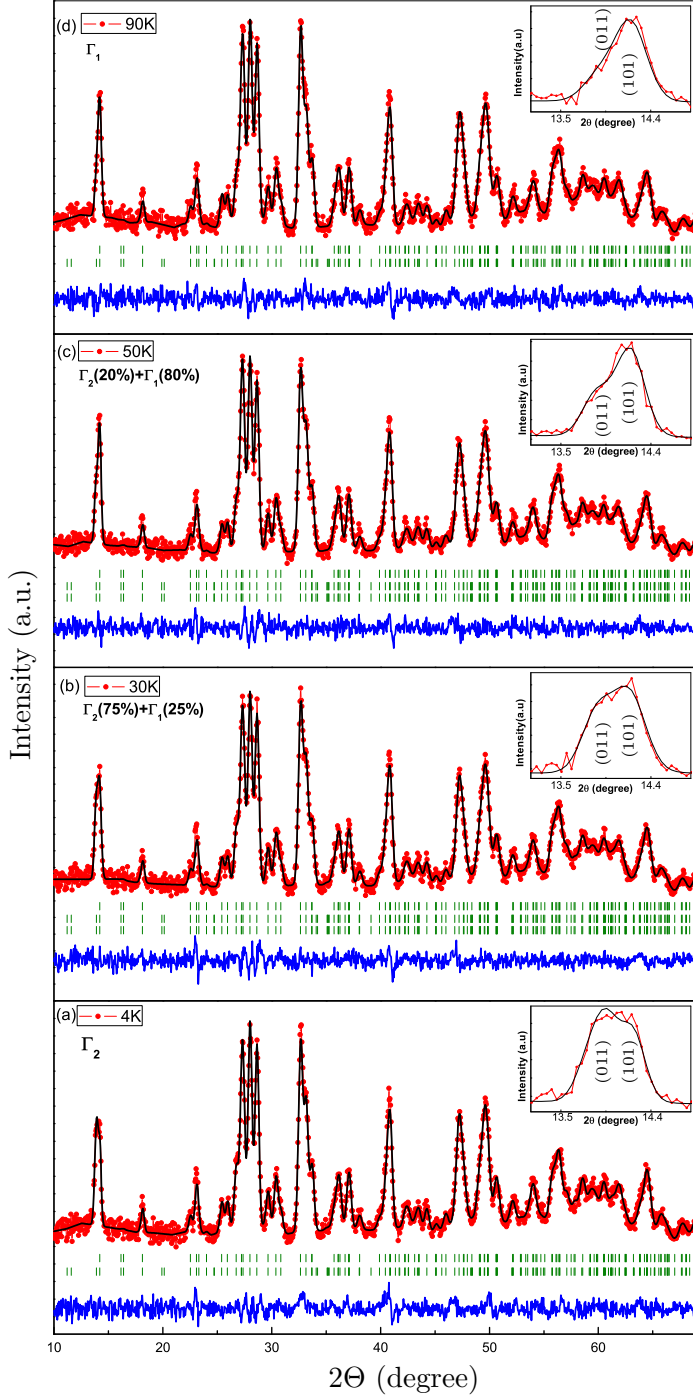 (d) 90K
Γ1
Intensity(a.u)
(011)
(101)
13.5 14.4
2θ (degree)
(c) 50K
Γ2(20%)+Γ1(80%)
Intensity (a.u)
(011)
(101)
13.5 14.4
2θ (degree)
(b) 30K
Γ2(75%)+Γ1(25%)
Intensity(a.u)
(011)
(101)
13.5 14.4
2θ (degree)
(a) 4K
Γ2
Intensity (a.u)
(011)
(101)
13.5 14.4
2θ (degree)
Intensity (a.u.)
10 20 30 40 50 60
2Θ (degree)